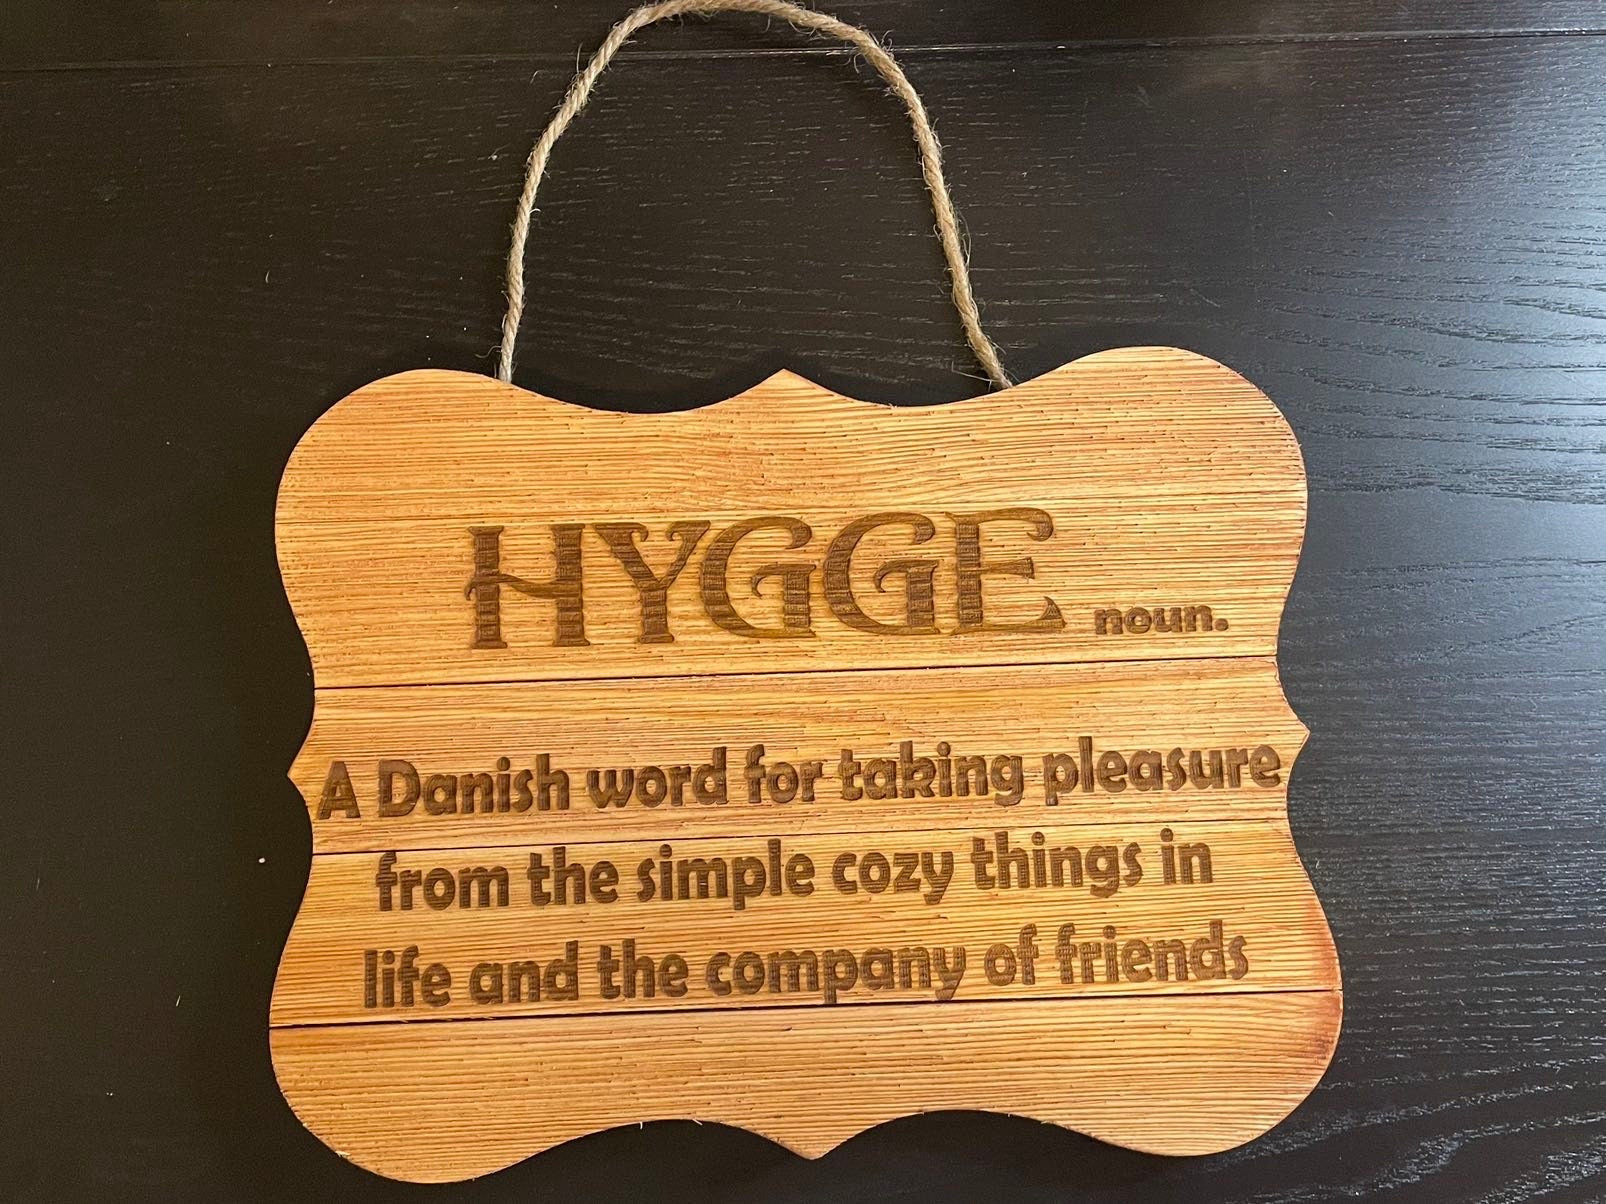 HYGGE noun.
A Danish word for taking pleasure
from the simple cozy things in
life and the company of friends